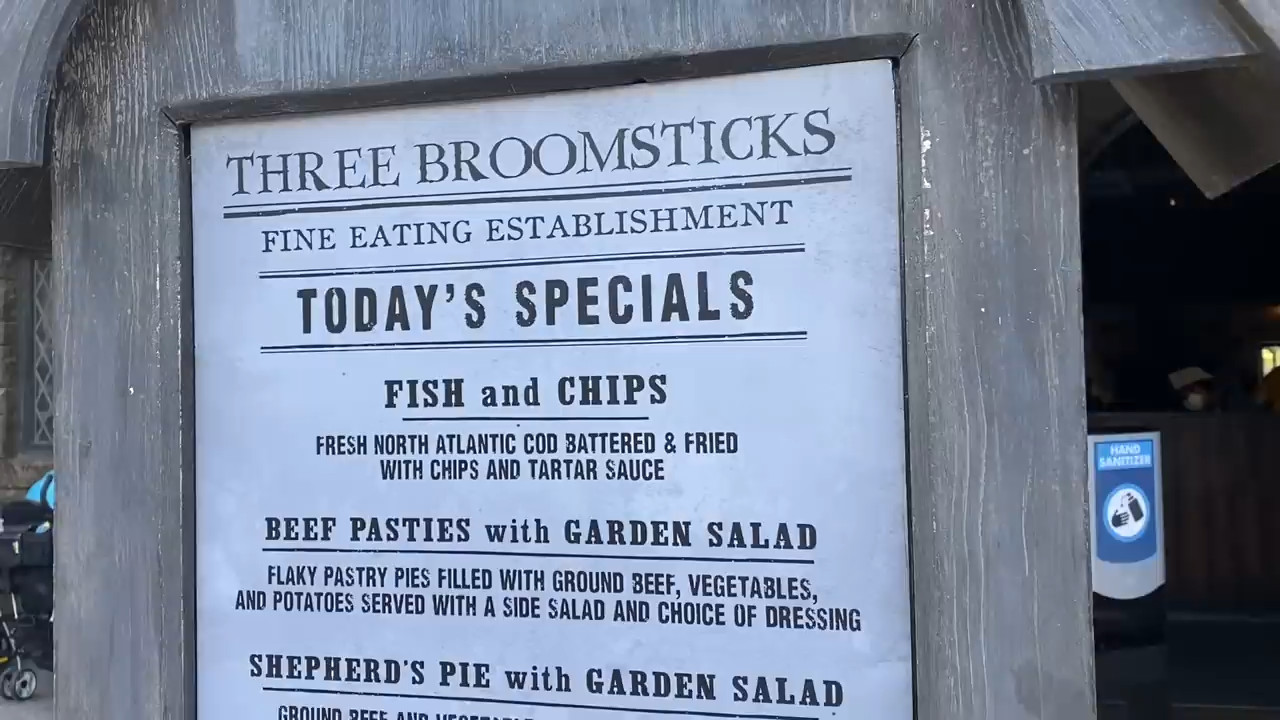 THREE BROOMSTICKS
FINE EATING ESTABLISHMENT
TODAY'S SPECIALS
FISH and CHIPS
FRESH NORTH ATLANTIC COD BATTERED & FRIED
WITH CHIPS AND TARTAR SAUCE
BEEF PASTIES with GARDEN SALAD
FLAKY PASTRY PIES FILLED WITH GROUND BEEF, VEGETABLES,
AND POTATOES SERVED WITH A SIDE SALAD AND CHOICE OF DRESSING
SHEPHERD'S PIE with GARDEN SALAD
GROUND BEEF AND
HAND
SANITIZER